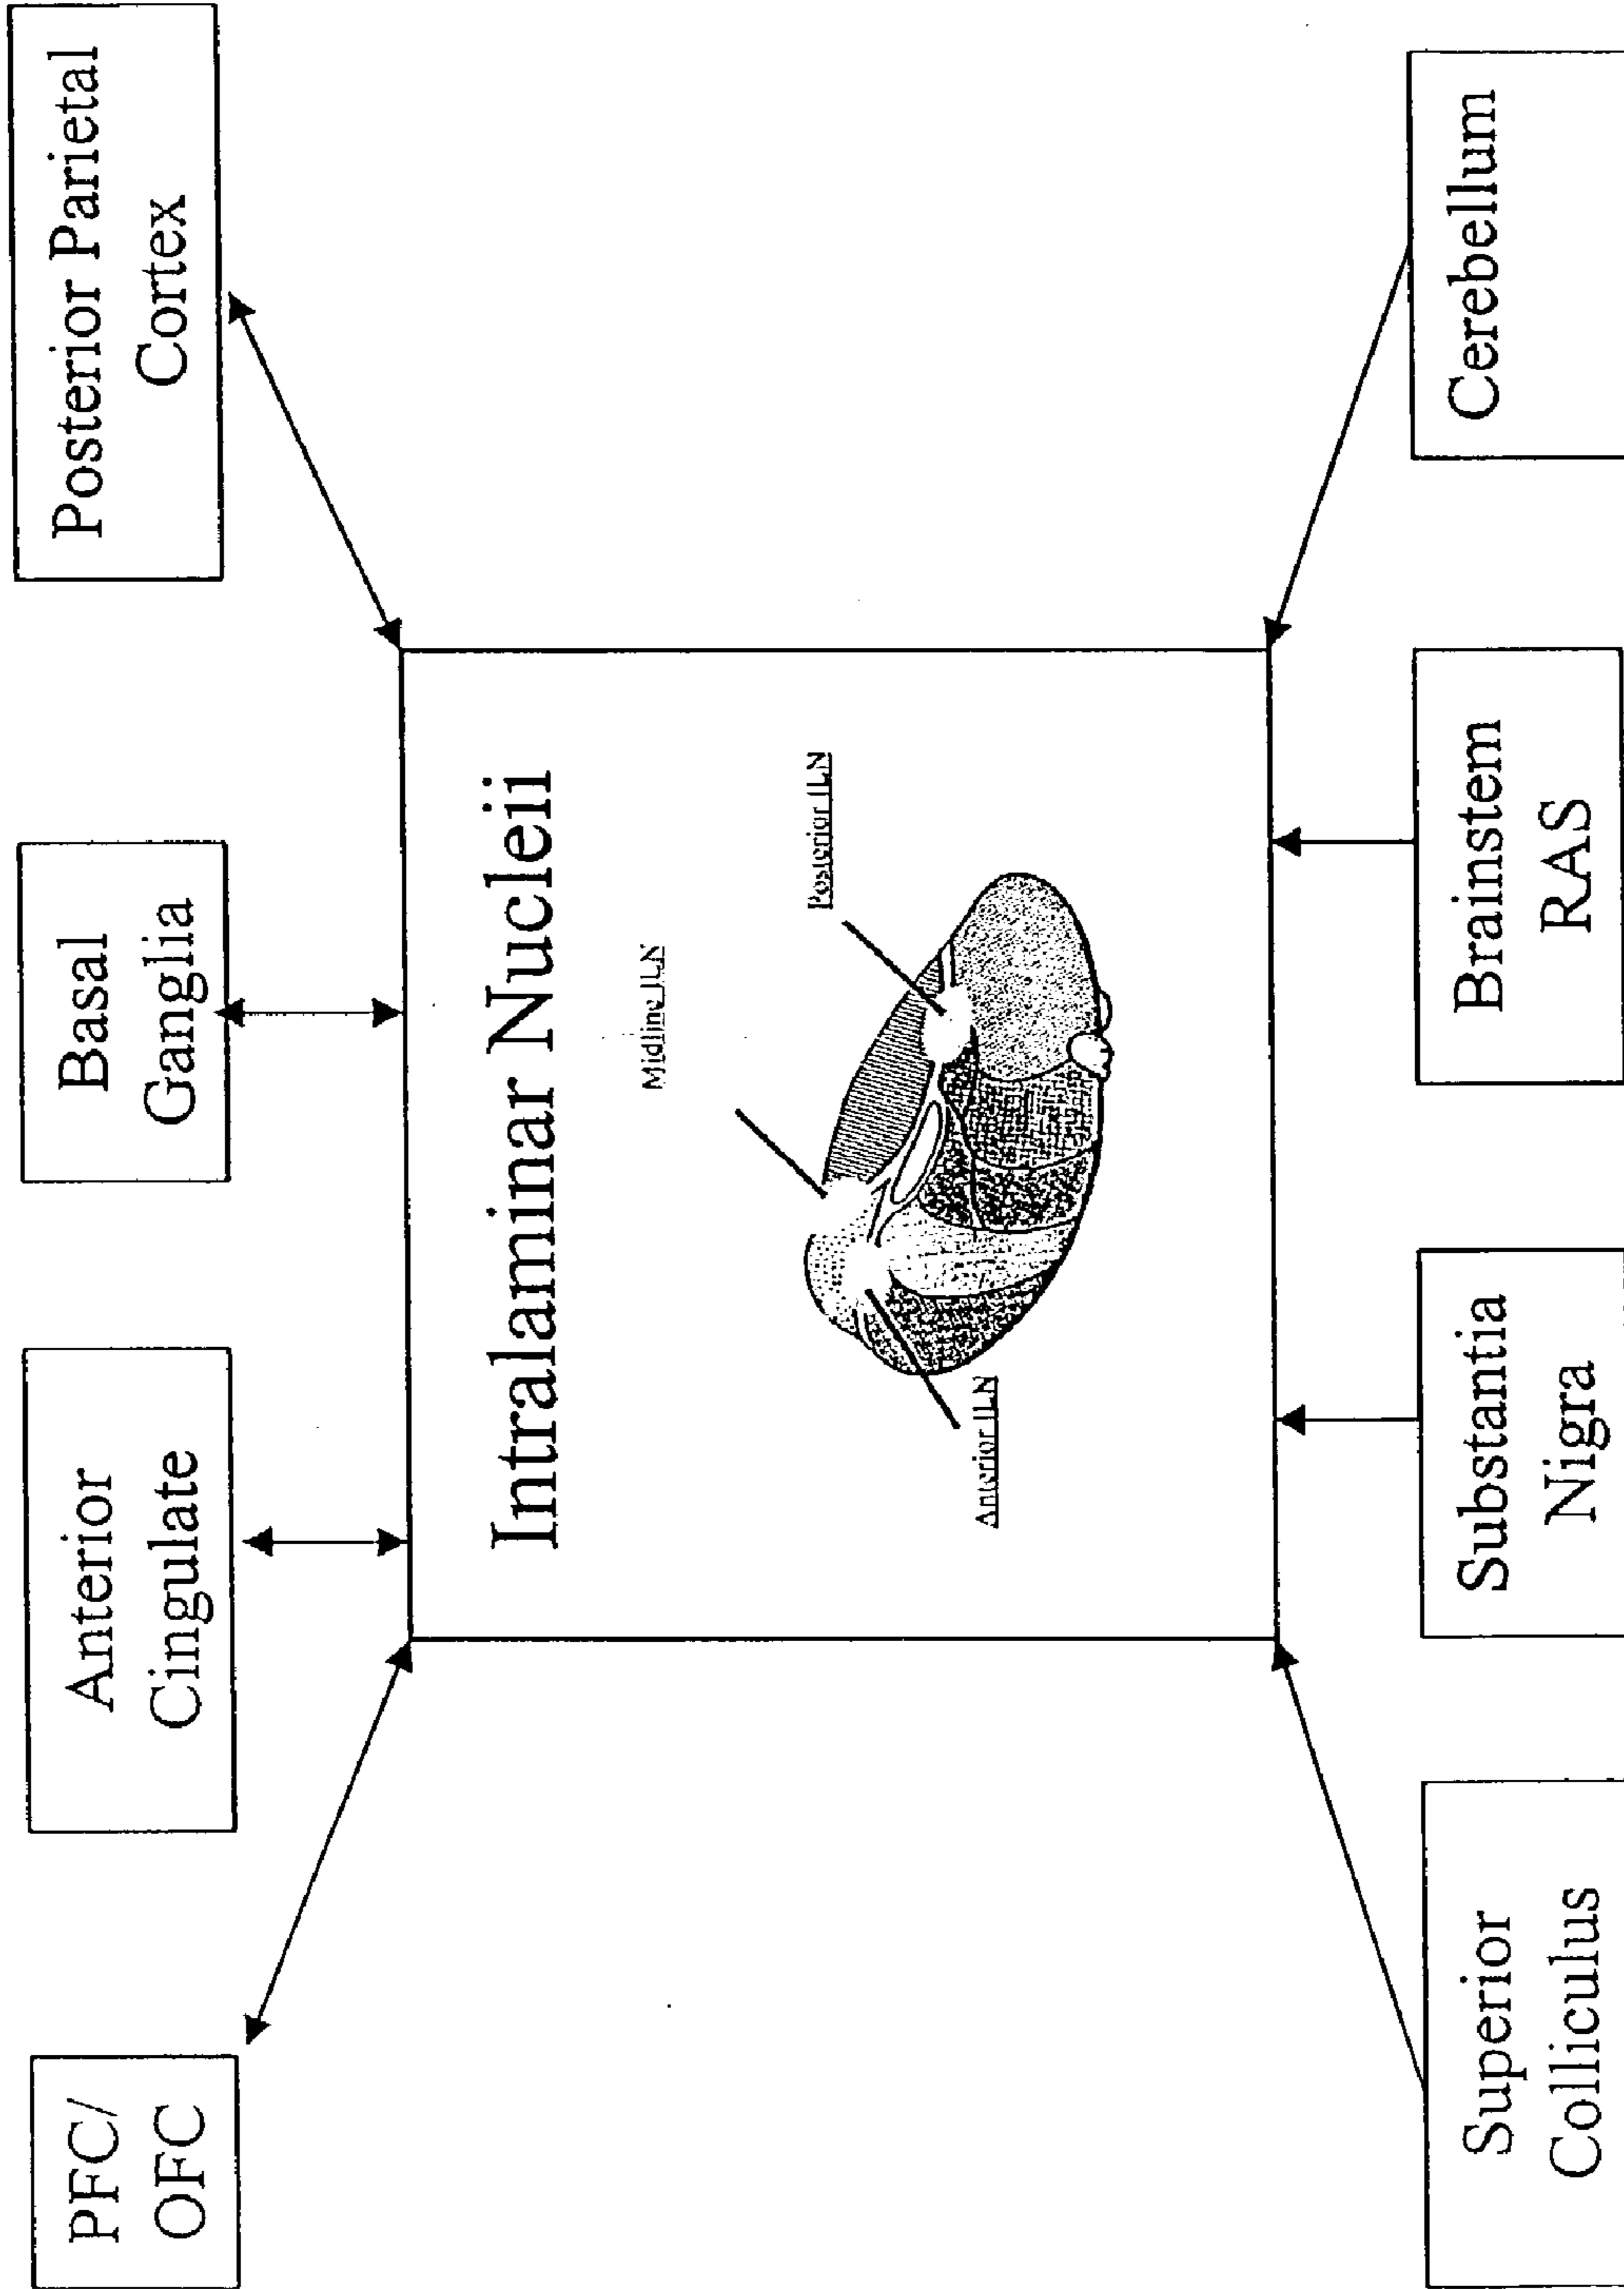 PFC/
OFC
Anterior
Cingulate
Basal
Ganglia
Posterior Parietal
Cortex
Intralaminar Nucleii
Midline ILN
Posterior ILN
Anterior ILN
Superior
Colliculus
Substantia
Nigra
Brainstem
RAS
Cerebellum